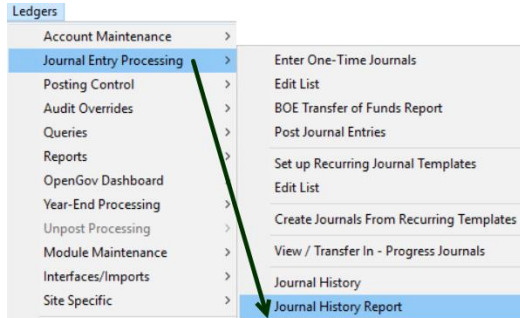 Ledgers
Account Maintenance
Journal Entry Processing
Posting Control
Audit Overrides
Queries
Reports
OpenGov Dashboard
Year-End Processing
Unpost Processing
Module Maintenance
Interfaces/Imports
Site Specific
Enter One-Time Journals
Edit List
BOE Transfer of Funds Report
Post Journal Entries
Set up Recurring Journal Templates
Edit List
Create Journals From Recurring Templates
View / Transfer In - Progress Journals
Journal History
Journal History Report